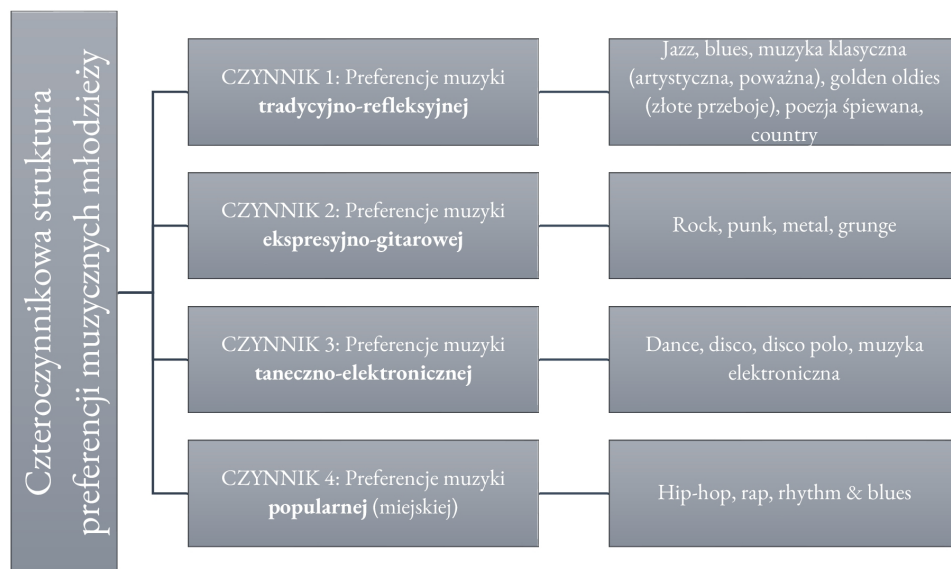 Czteroczynnikowa struktura
preferencji muzycznych młodzieży
CZYNNIK 1: Preferencje muzyki
tradycyjno-refleksyjnej
Jazz, blues, muzyka klasyczna
(artystyczna, poważna), golden oldies
(złote przeboje), poezja śpiewana,
country
CZYNNIK 2: Preferencje muzyki
ekspresyjno-gitarowej
Rock, punk, metal, grunge
CZYNNIK 3: Preferencje muzyki
taneczno-elektronicznej
Dance, disco, disco polo, muzyka
elektroniczna
CZYNNIK 4: Preferencje muzyki
popularnej (miejskiej)
Hip-hop, rap, rhythm & blues